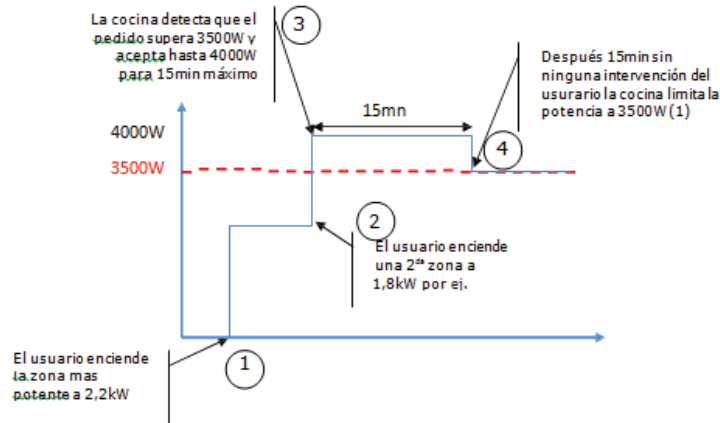 La cocina detecta que el
pedido supera 3500W y
acepta hasta 4000W
para 15min máximo
3
Después 15min sin
ninguna intervención del
usurario la cocina limita la
potencia a 3500W (1)
15mn
4000W
3500W
4
2
El usuario enciende
una 2ᵈᵃ zona a
1,8kW por ej.
El usuario enciende
la zona mas
potente a 2,2kW
1